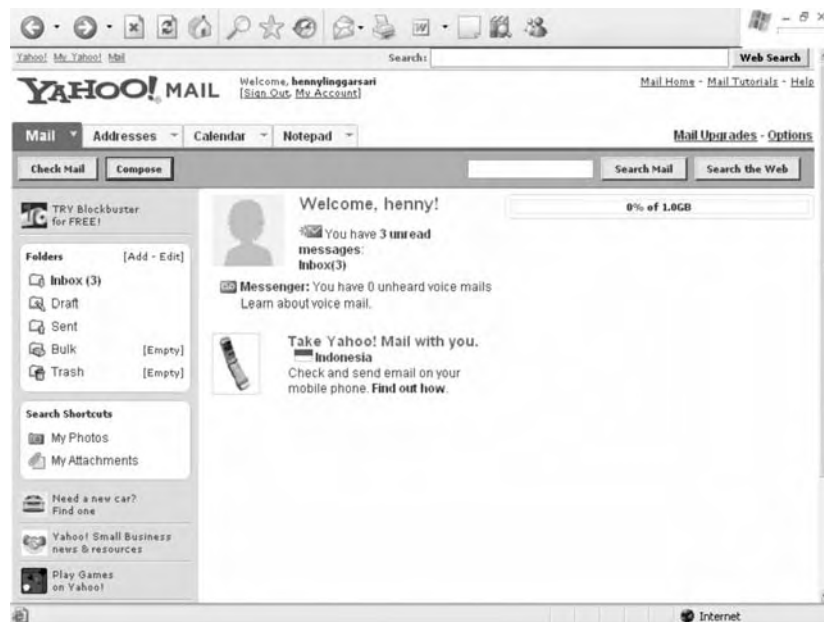 Yahoo! My Yahoo! Mail
Search:
Web Search
YAHOO! MAIL
Welcome, hennylinggarsari
[Sign Out, My Account]
Mail Home - Mail Tutorials - Help
Mail Addresses Calendar Notepad
Mail Upgrades - Options
Check Mail Compose
Search Mail Search the Web
TRY Blockbuster
for FREE!
Folders [Add - Edit]
Inbox (3)
Draft
Sent
Bulk [Empty]
Trash [Empty]
Search Shortcuts
My Photos
My Attachments
Need a new car?
Find one
Yahoo! Small Business
news & resources
Play Games
on Yahoo!
Welcome, henny!
You have 3 unread
messages:
Inbox(3)
Messenger: You have 0 unheard voice mails
Learn about voice mail.
Take Yahoo! Mail with you.
Indonesia
Check and send email on your
mobile phone. Find out how.
0% of 1.0GB
Internet